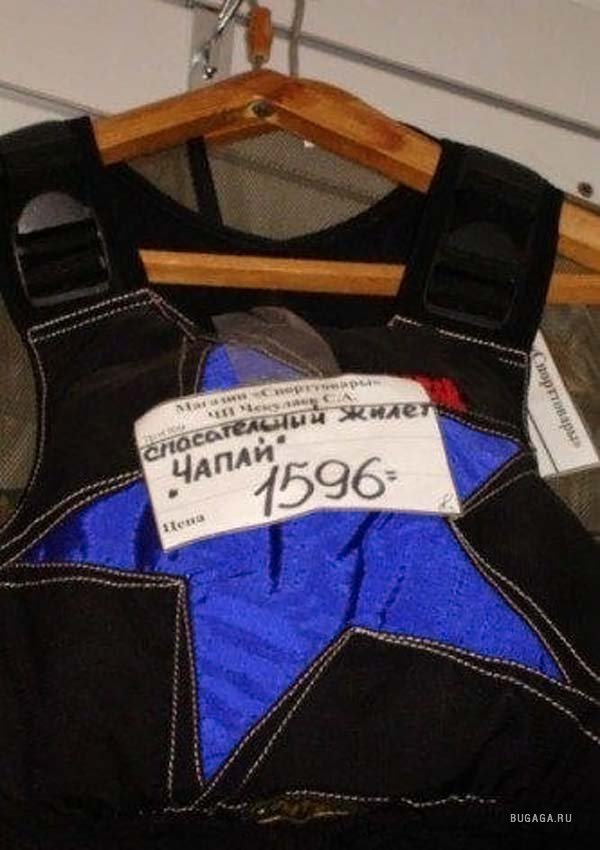 Магазин «Спорттовары»
ЧП Чекулаев С.А.
спасательный жилет
"ЧАПАЙ"
1596=
Цена
Спорттовары»
BUGAGA.RU